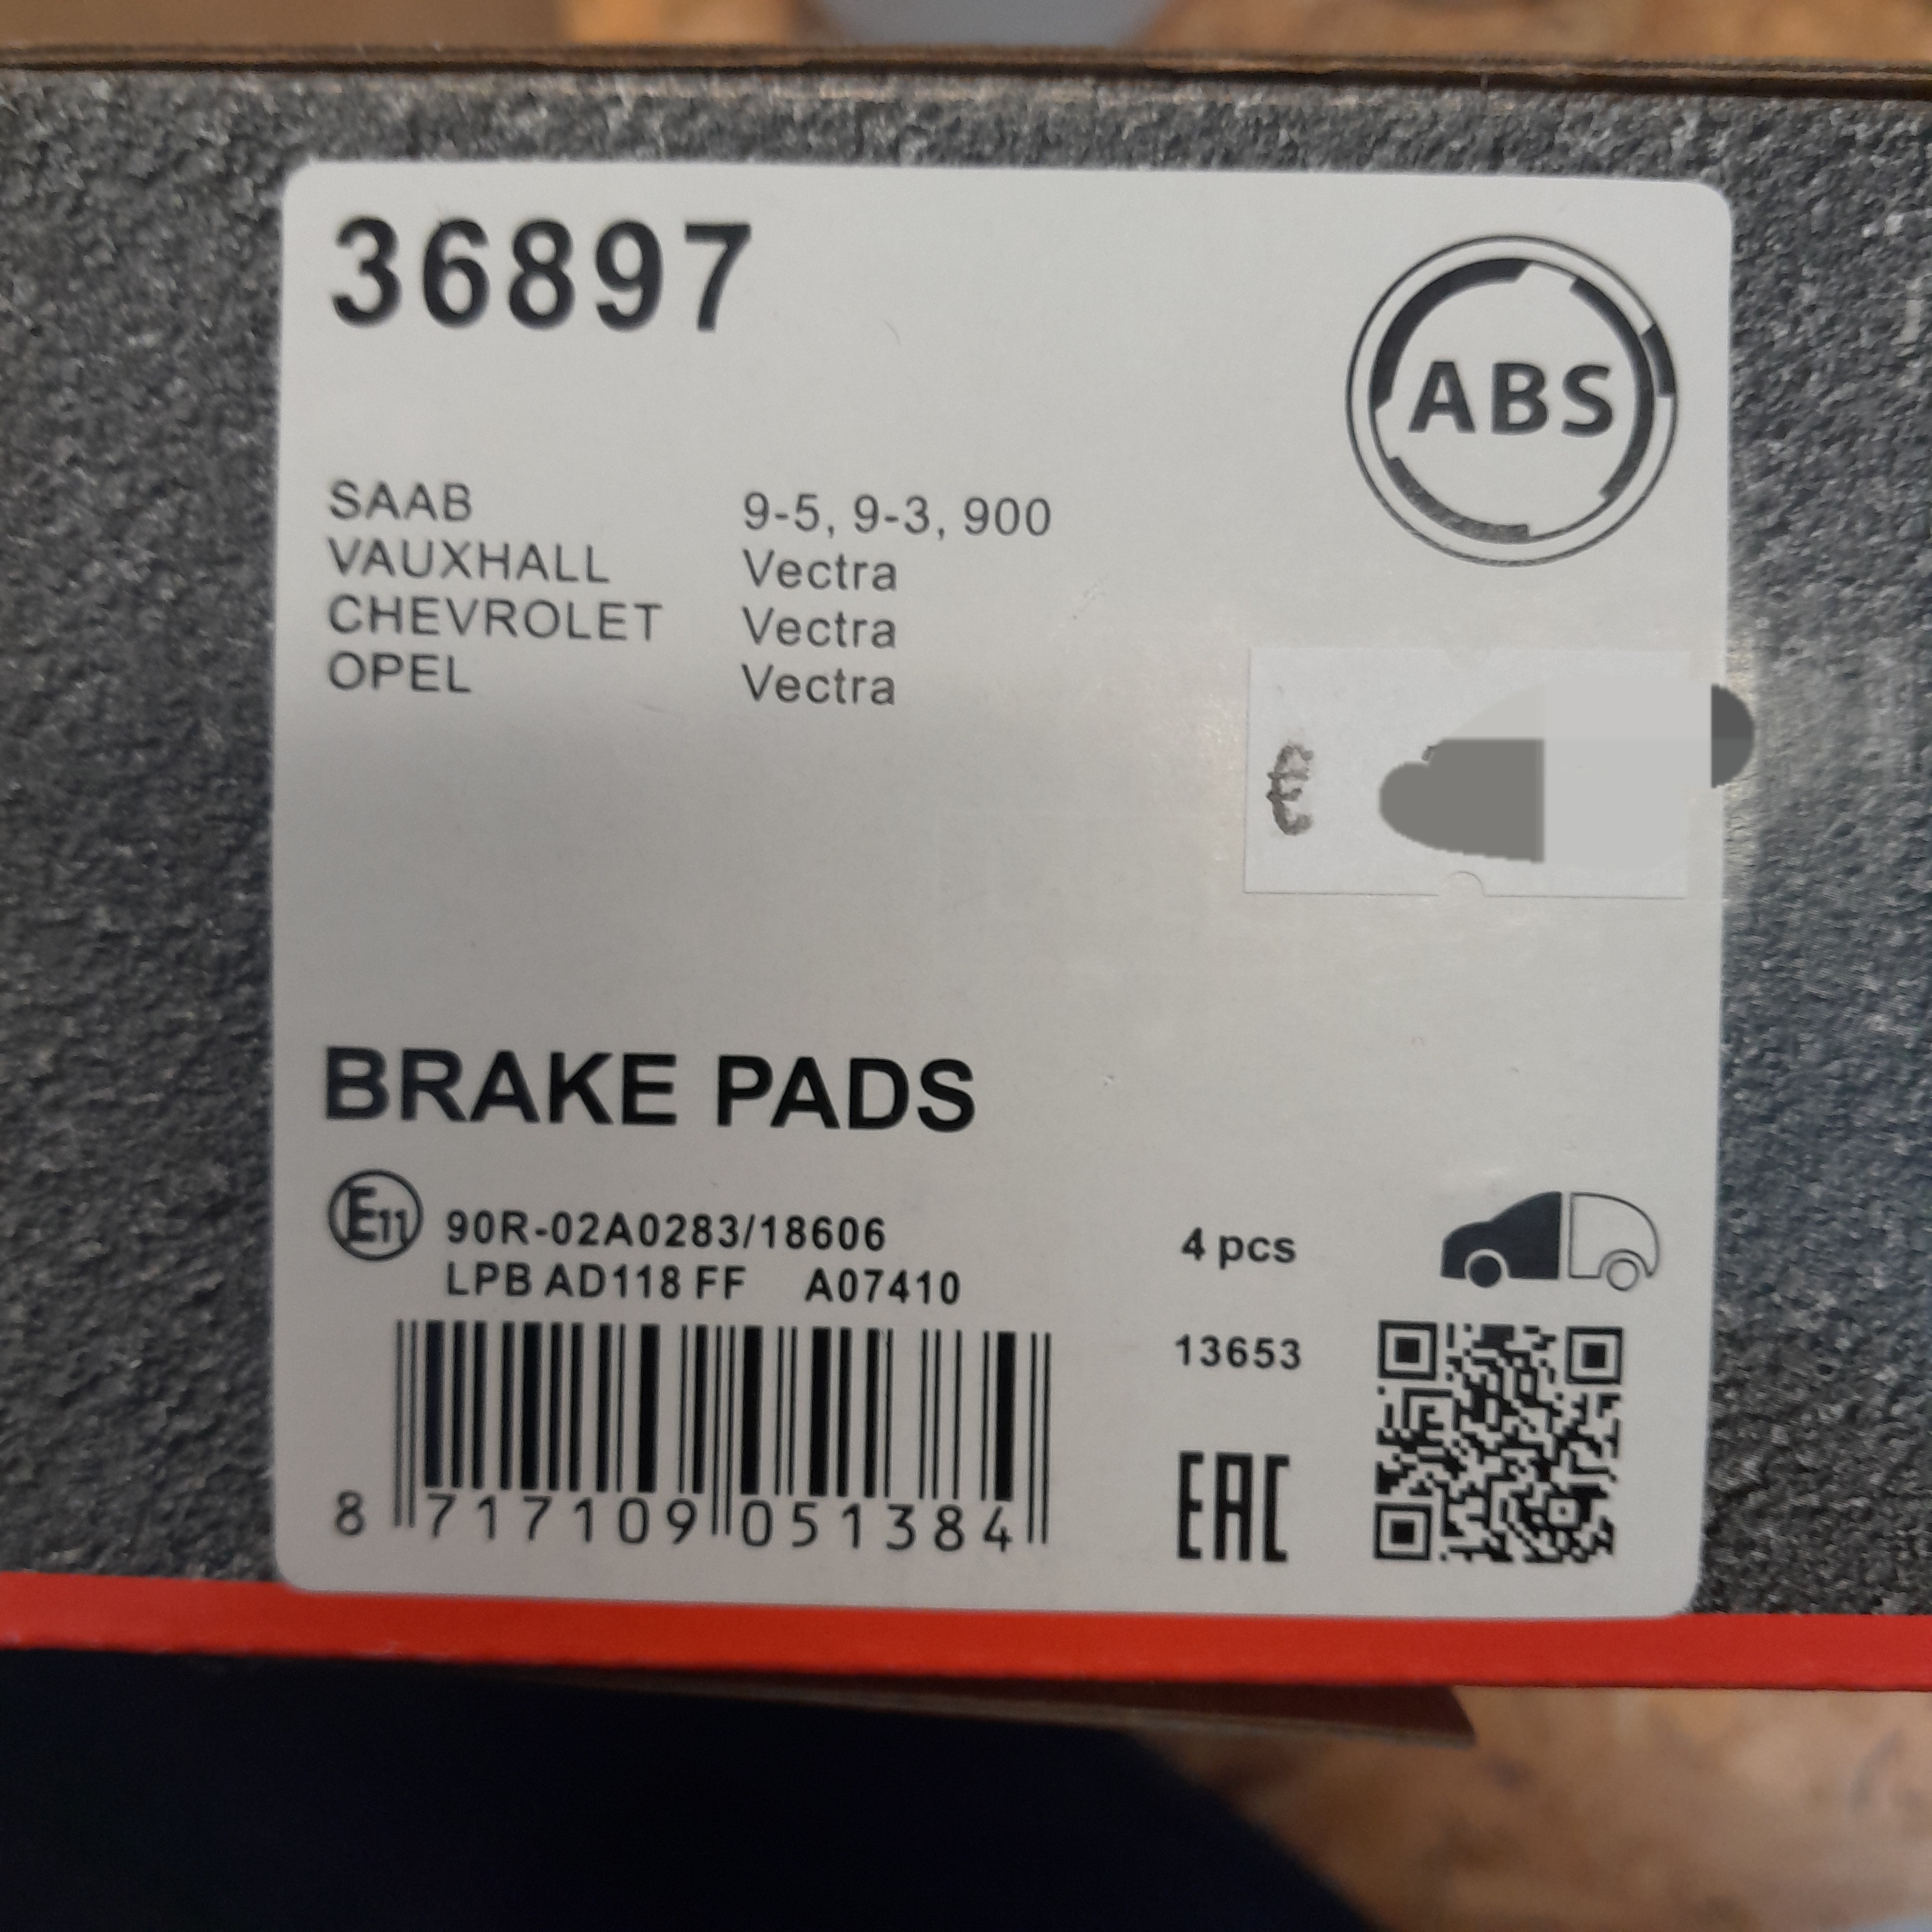 36897
ABS
SAAB 9-5, 9-3, 900
VAUXHALL Vectra
CHEVROLET Vectra
OPEL Vectra
€
BRAKE PADS
E11 90R-02A0283/18606
LPB AD118 FF A07410
4 pcs
13653
EAC
8 717109 051384